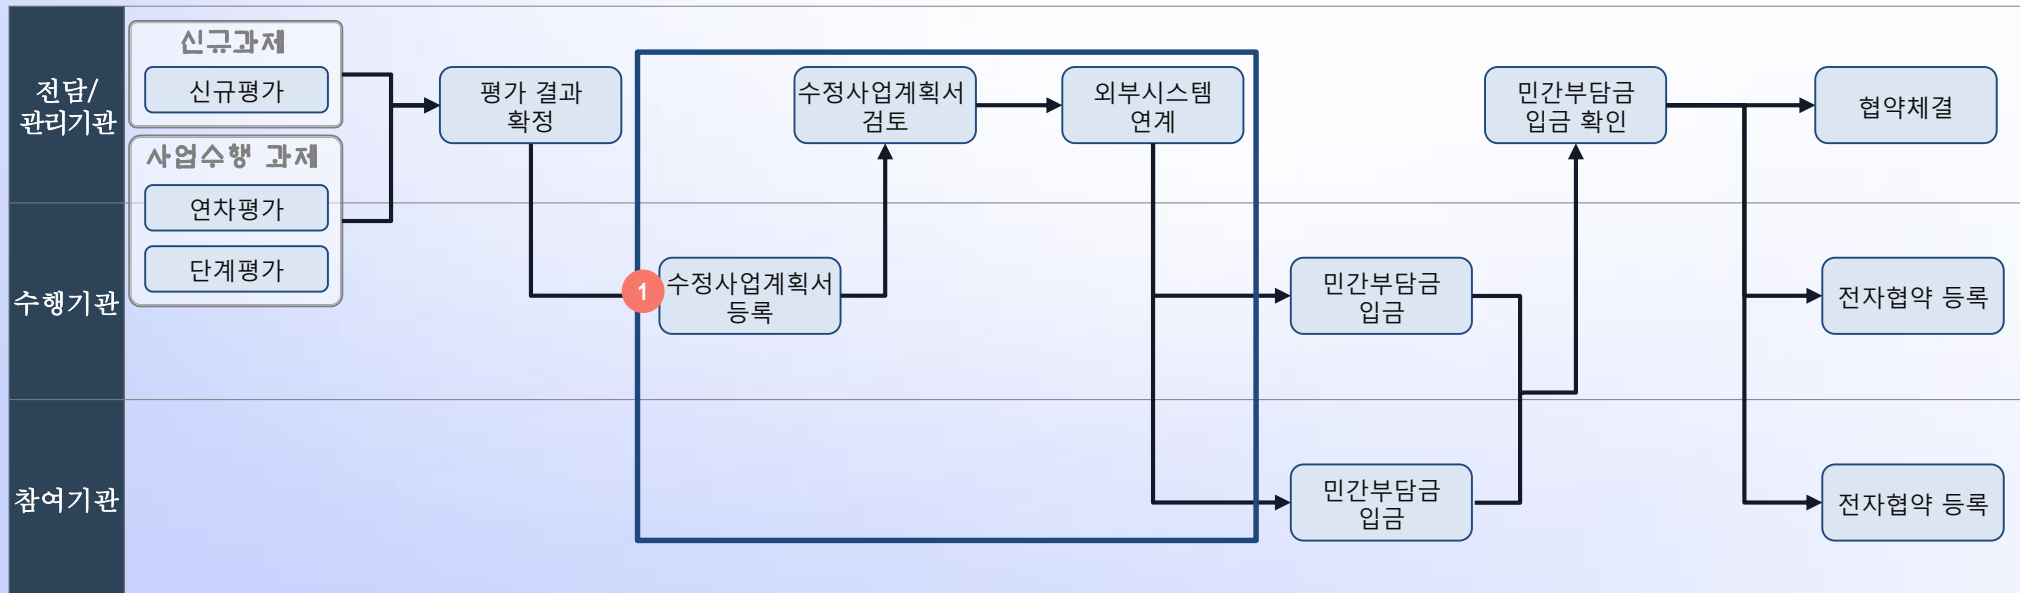 전담/
관리기관
신규과제
신규평가
사업수행 과제
연차평가
단계평가
평가 결과
확정
수정사업계획서
검토
외부시스템
연계
민간부담금
입금 확인
협약체결
수행기관
1
수정사업계획서
등록
민간부담금
입금
전자협약 등록
참여기관
민간부담금
입금
전자협약 등록